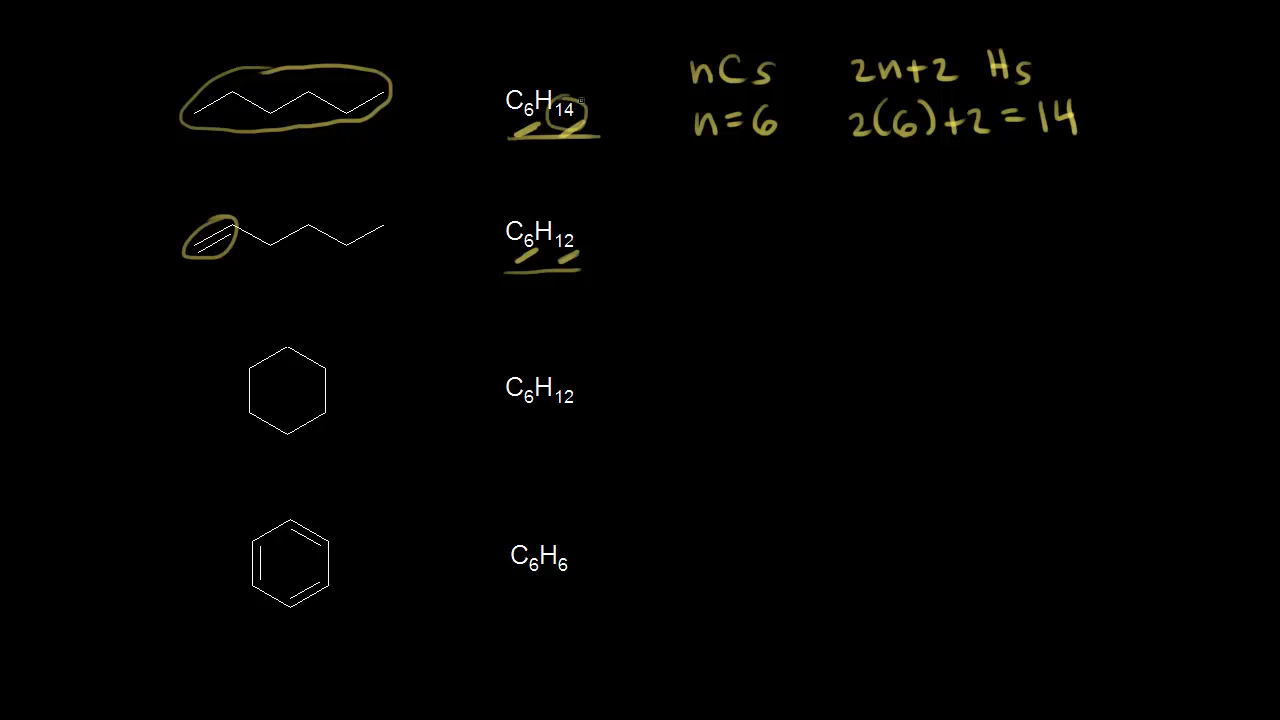 C₆H₁₄ nCs 2n+2 Hs
n=6 2(6)+2=14
C₆H₁₂
C₆H₁₂
C₆H₆